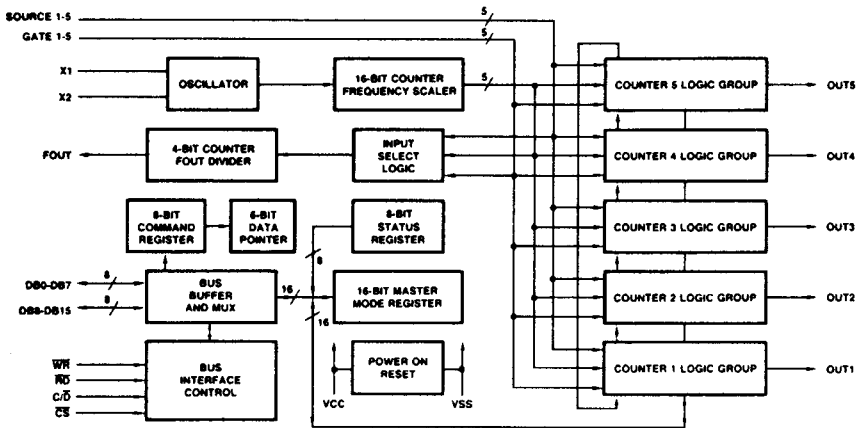 SOURCE 1-5
5
GATE 1-5
5
X1
X2
OSCILLATOR
16-BIT COUNTER
FREQUENCY SCALER
5
COUNTER 5 LOGIC GROUP
OUT5
FOUT
4-BIT COUNTER
FOUT DIVIDER
INPUT
SELECT
LOGIC
COUNTER 4 LOGIC GROUP
OUT4
8-BIT
COMMAND
REGISTER
6-BIT
DATA
POINTER
8-BIT
STATUS
REGISTER
COUNTER 3 LOGIC GROUP
OUT3
8
DB0-DB7
8
DB8-DB15
8
BUS
BUFFER
AND MUX
16
16-BIT MASTER
MODE REGISTER
COUNTER 2 LOGIC GROUP
OUT2
16
WR
RD
C/D
CS
BUS
INTERFACE
CONTROL
POWER ON
RESET
VCC
VSS
COUNTER 1 LOGIC GROUP
OUT1